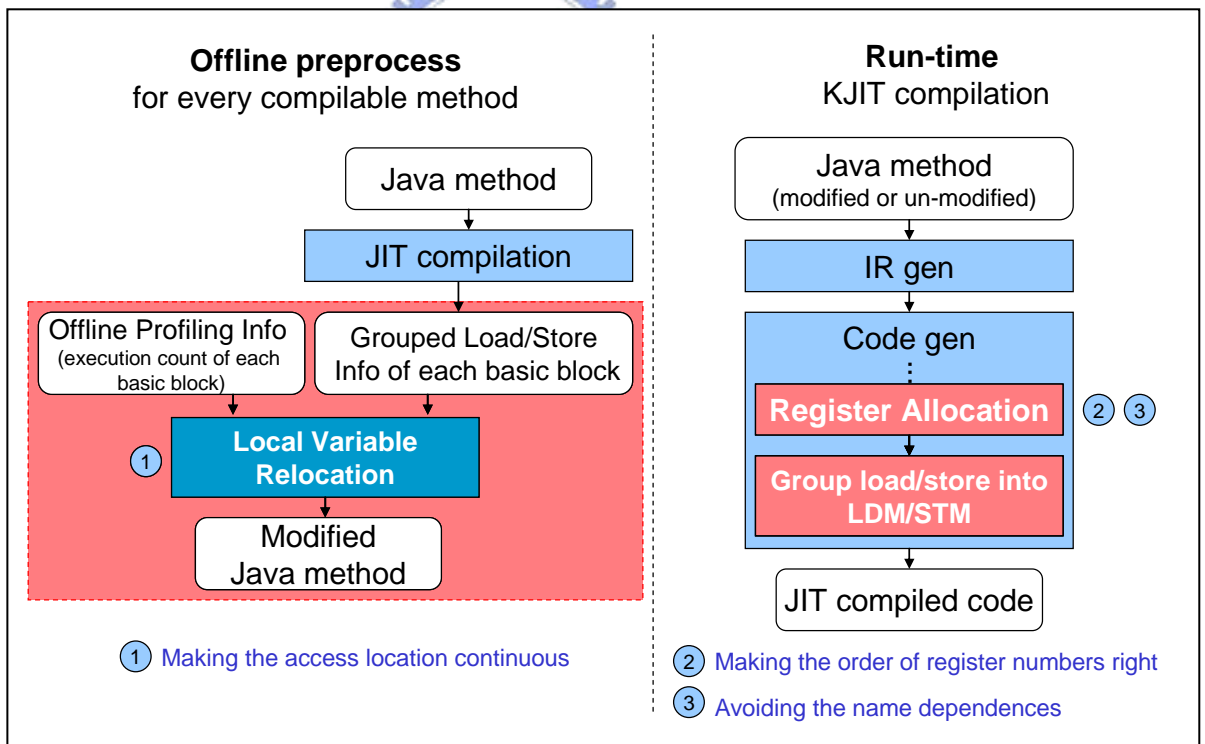 Offline preprocess
for every compilable method
Java method
JIT compilation
Offline Profiling Info
(execution count of each
basic block)
Grouped Load/Store
Info of each basic block
1
Local Variable
Relocation
Modified
Java method
1 Making the access location continuous
Run-time
KJIT compilation
Java method
(modified or un-modified)
IR gen
Code gen
Register Allocation
2 3
Group load/store into
LDM/STM
JIT compiled code
2 Making the order of register numbers right
3 Avoiding the name dependences